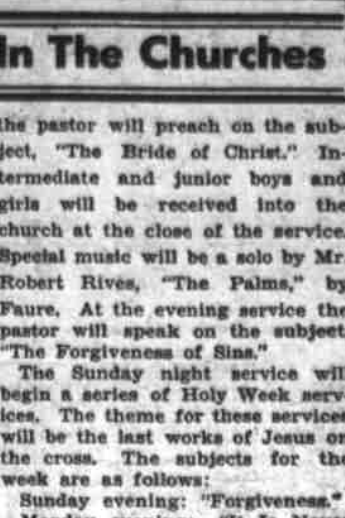 In The Churches
the pastor will preach on the sub-
ject, "The Bride of Christ." In-
termediate and junior boys and
girls will be received into the
church at the close of the service.
Special music will be a solo by Mr.
Robert Rives, "The Palms," by
Faure. At the evening service the
pastor will speak on the subject
"The Forgiveness of Sins."
The Sunday night service will
begin a series of Holy Week serv-
ices. The theme for these services
will be the last works of Jesus on
the cross. The subjects for the
week are as follows:
Sunday evening: "Forgiveness."